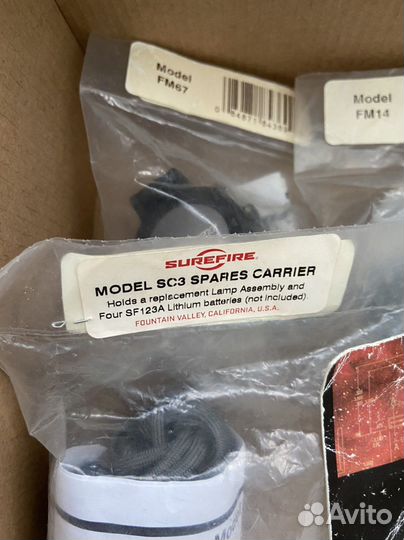 Model
FM67
Model
FM14
SUREFIRE
MODEL SC3 SPARES CARRIER
Holds a replacement Lamp Assembly and
Four SF123A Lithium batteries (not included).
FOUNTAIN VALLEY, CALIFORNIA, U.S.A.
Avito